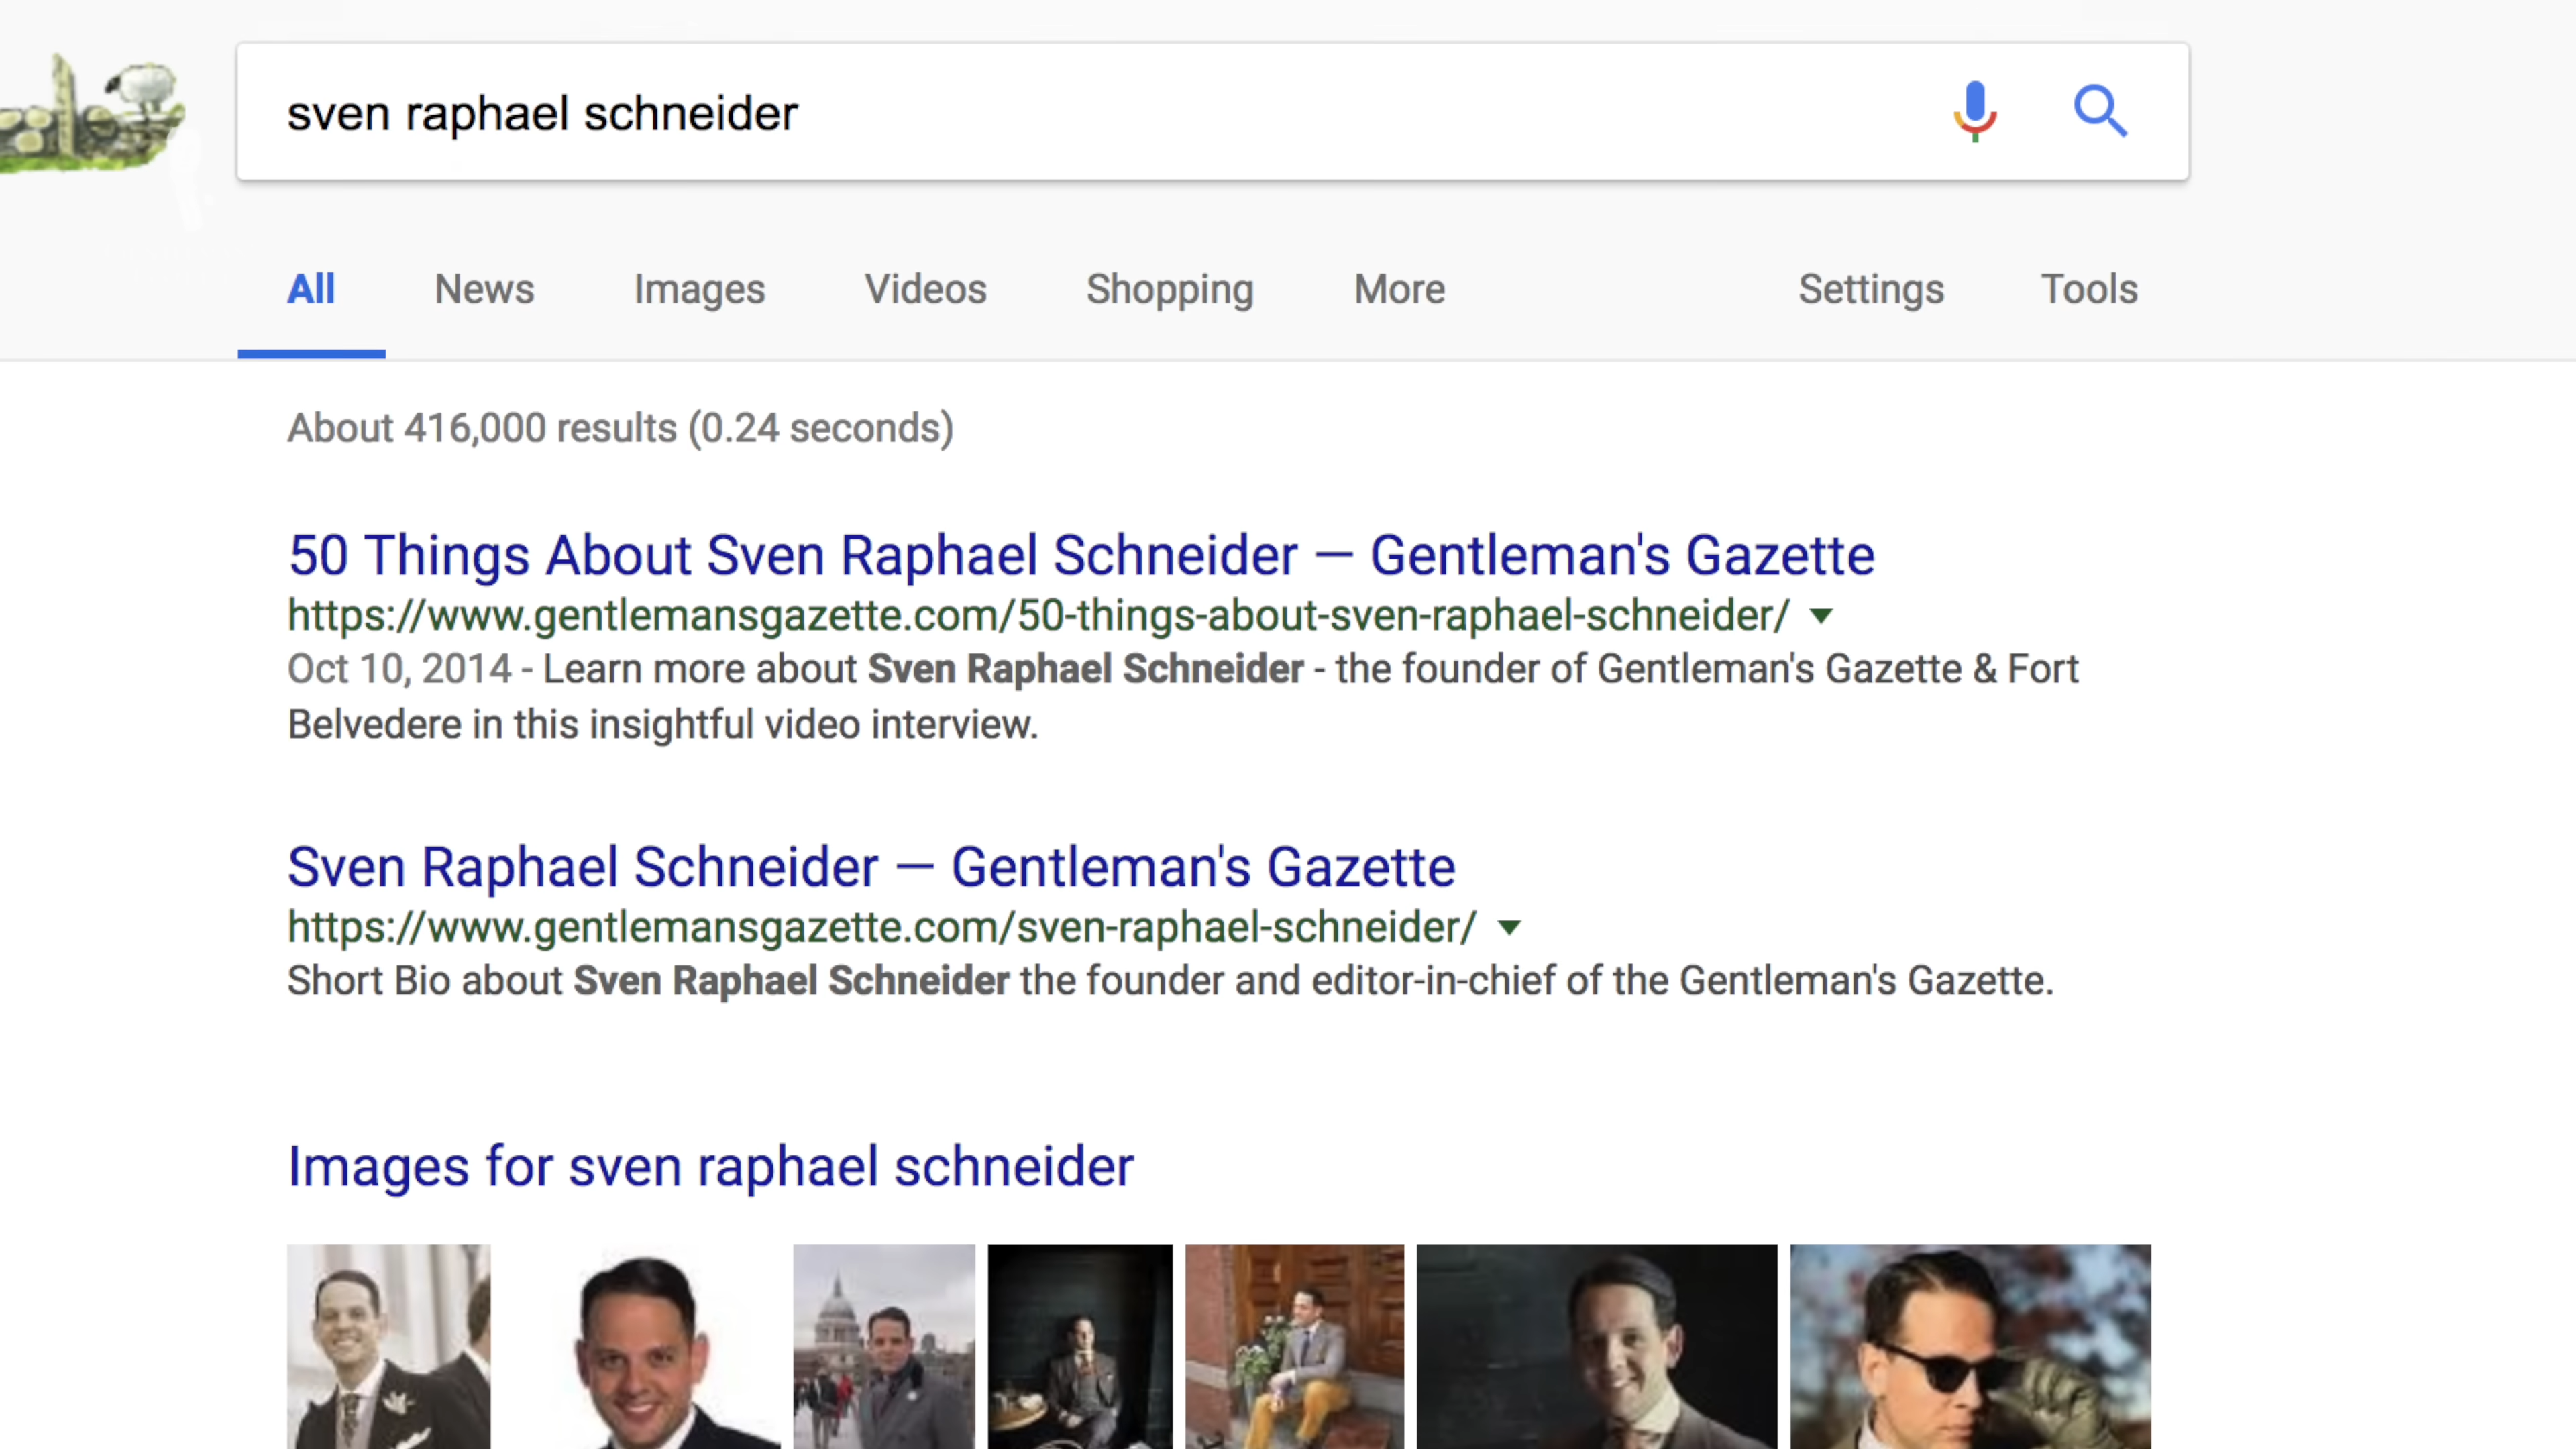 sven raphael schneider
All News Images Videos Shopping More Settings Tools
About 416,000 results (0.24 seconds)
50 Things About Sven Raphael Schneider — Gentleman's Gazette
https://www.gentlemansgazette.com/50-things-about-sven-raphael-schneider/
Oct 10, 2014 - Learn more about Sven Raphael Schneider - the founder of Gentleman's Gazette & Fort
Belvedere in this insightful video interview.
Sven Raphael Schneider — Gentleman's Gazette
https://www.gentlemansgazette.com/sven-raphael-schneider/
Short Bio about Sven Raphael Schneider the founder and editor-in-chief of the Gentleman's Gazette.
Images for sven raphael schneider